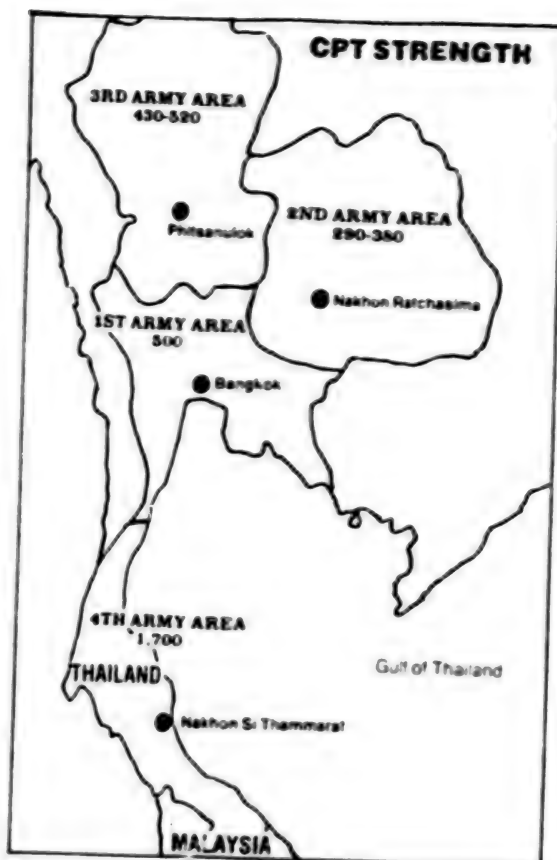 CPT STRENGTH
3RD ARMY AREA
430-520
Phitsanulok
2ND ARMY AREA
290-380
Nakhon Ratchasima
1ST ARMY AREA
500
Bangkok
4TH ARMY AREA
1,700
THAILAND
Gulf of Thailand
Nakhon Si Thammarat
MALAYSIA